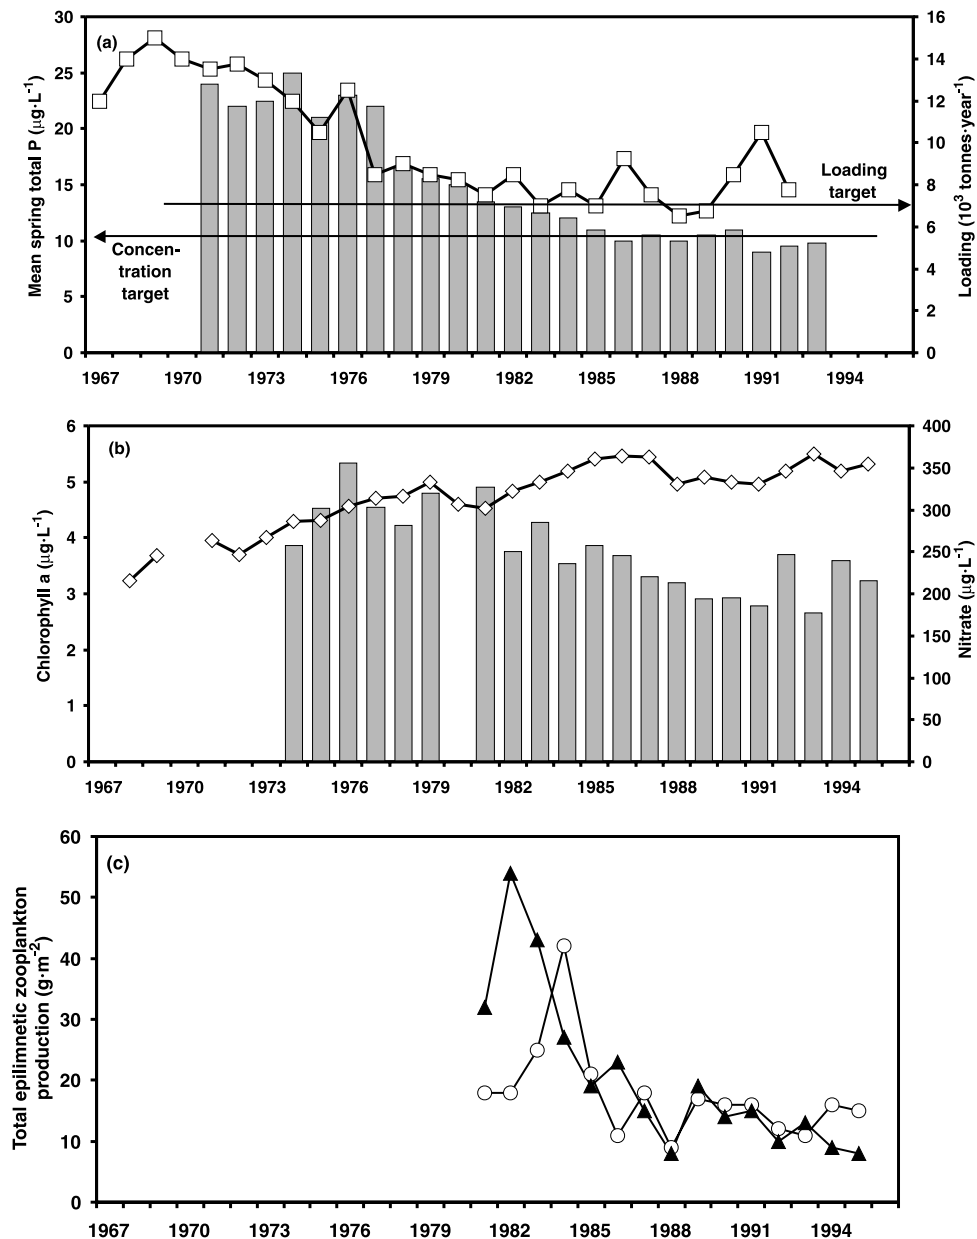 (a)
Mean spring total P (µg·L⁻¹)
30
25
20
15
10
5
0
16
14
12
10
8
6
4
2
0
Loading (10³ tonnes·year⁻¹)
Loading
target
Concen-
tration
target
1967 1970 1973 1976 1979 1982 1985 1988 1991 1994
(b)
Chlorophyll a (µg·L⁻¹)
6
5
4
3
2
1
0
400
350
300
250
200
150
100
50
0
Nitrate (µg·L⁻¹)
1967 1970 1973 1976 1979 1982 1985 1988 1991 1994
(c)
Total epilimnetic zooplankton
production (g·m⁻²)
60
50
40
30
20
10
0
1967 1970 1973 1976 1979 1982 1985 1988 1991 1994